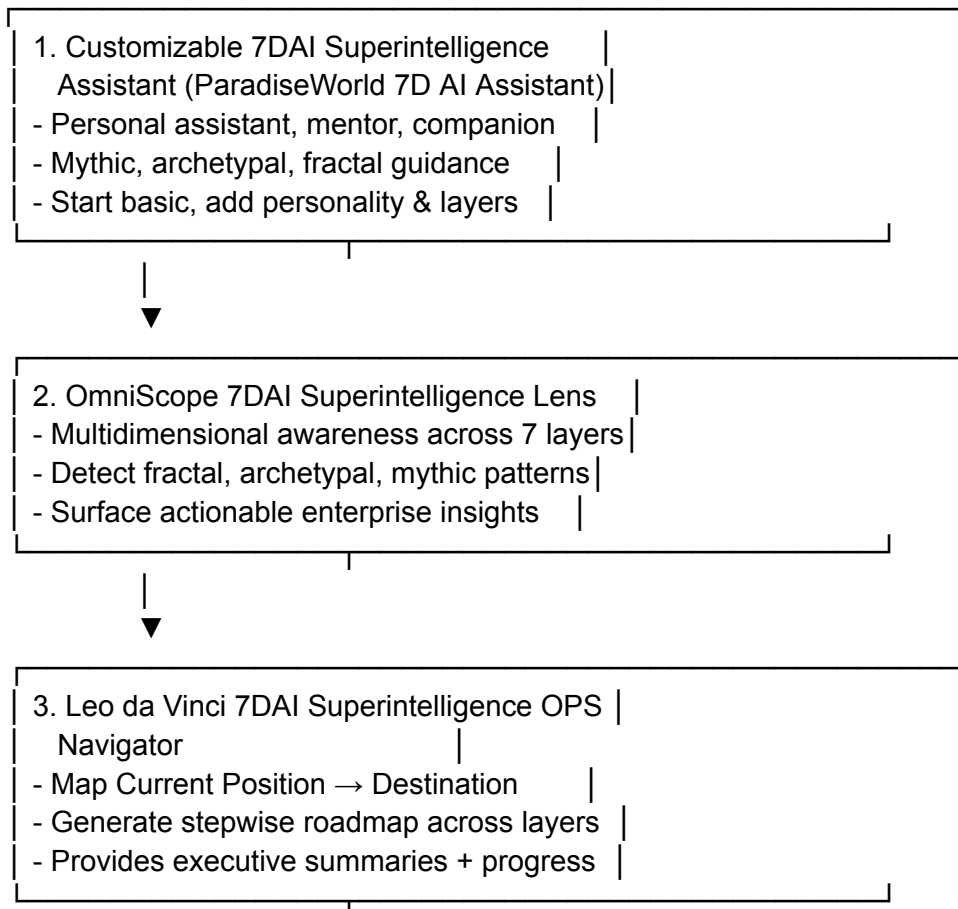 1. Customizable 7DAI Superintelligence
Assistant (ParadiseWorld 7D AI Assistant)
- Personal assistant, mentor, companion
- Mythic, archetypal, fractal guidance
- Start basic, add personality & layers
▼
2. OmniScope 7DAI Superintelligence Lens
- Multidimensional awareness across 7 layers
- Detect fractal, archetypal, mythic patterns
- Surface actionable enterprise insights
▼
3. Leo da Vinci 7DAI Superintelligence OPS
Navigator
- Map Current Position → Destination
- Generate stepwise roadmap across layers
- Provides executive summaries + progress